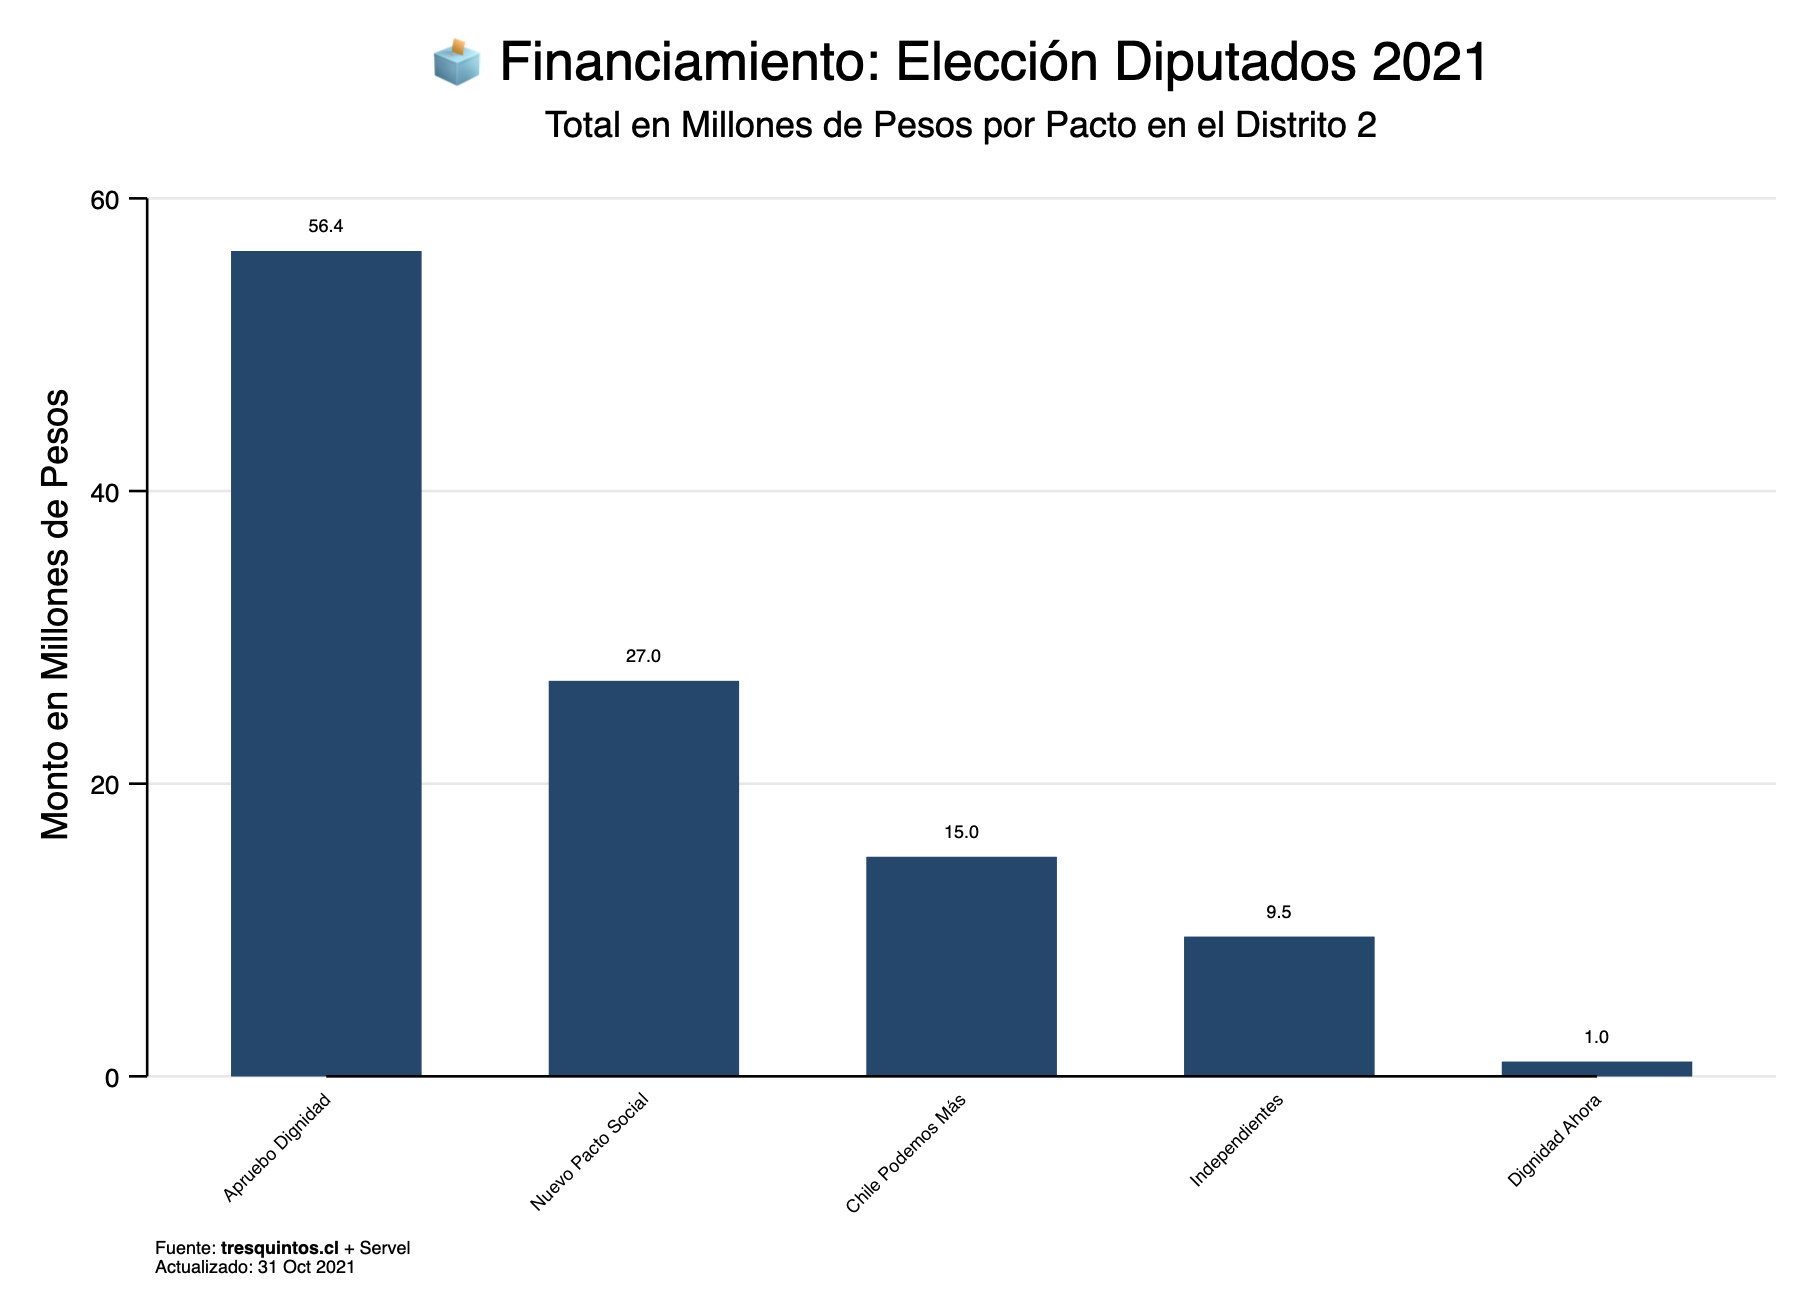 Financiamiento: Elección Diputados 2021
Total en Millones de Pesos por Pacto en el Distrito 2
Monto en Millones de Pesos
60
40
20
0
56.4
27.0
15.0
9.5
1.0
Apruebo Dignidad
Nuevo Pacto Social
Chile Podemos Más
Independientes
Dignidad Ahora
Fuente: tresquintos.cl + Servel
Actualizado: 31 Oct 2021